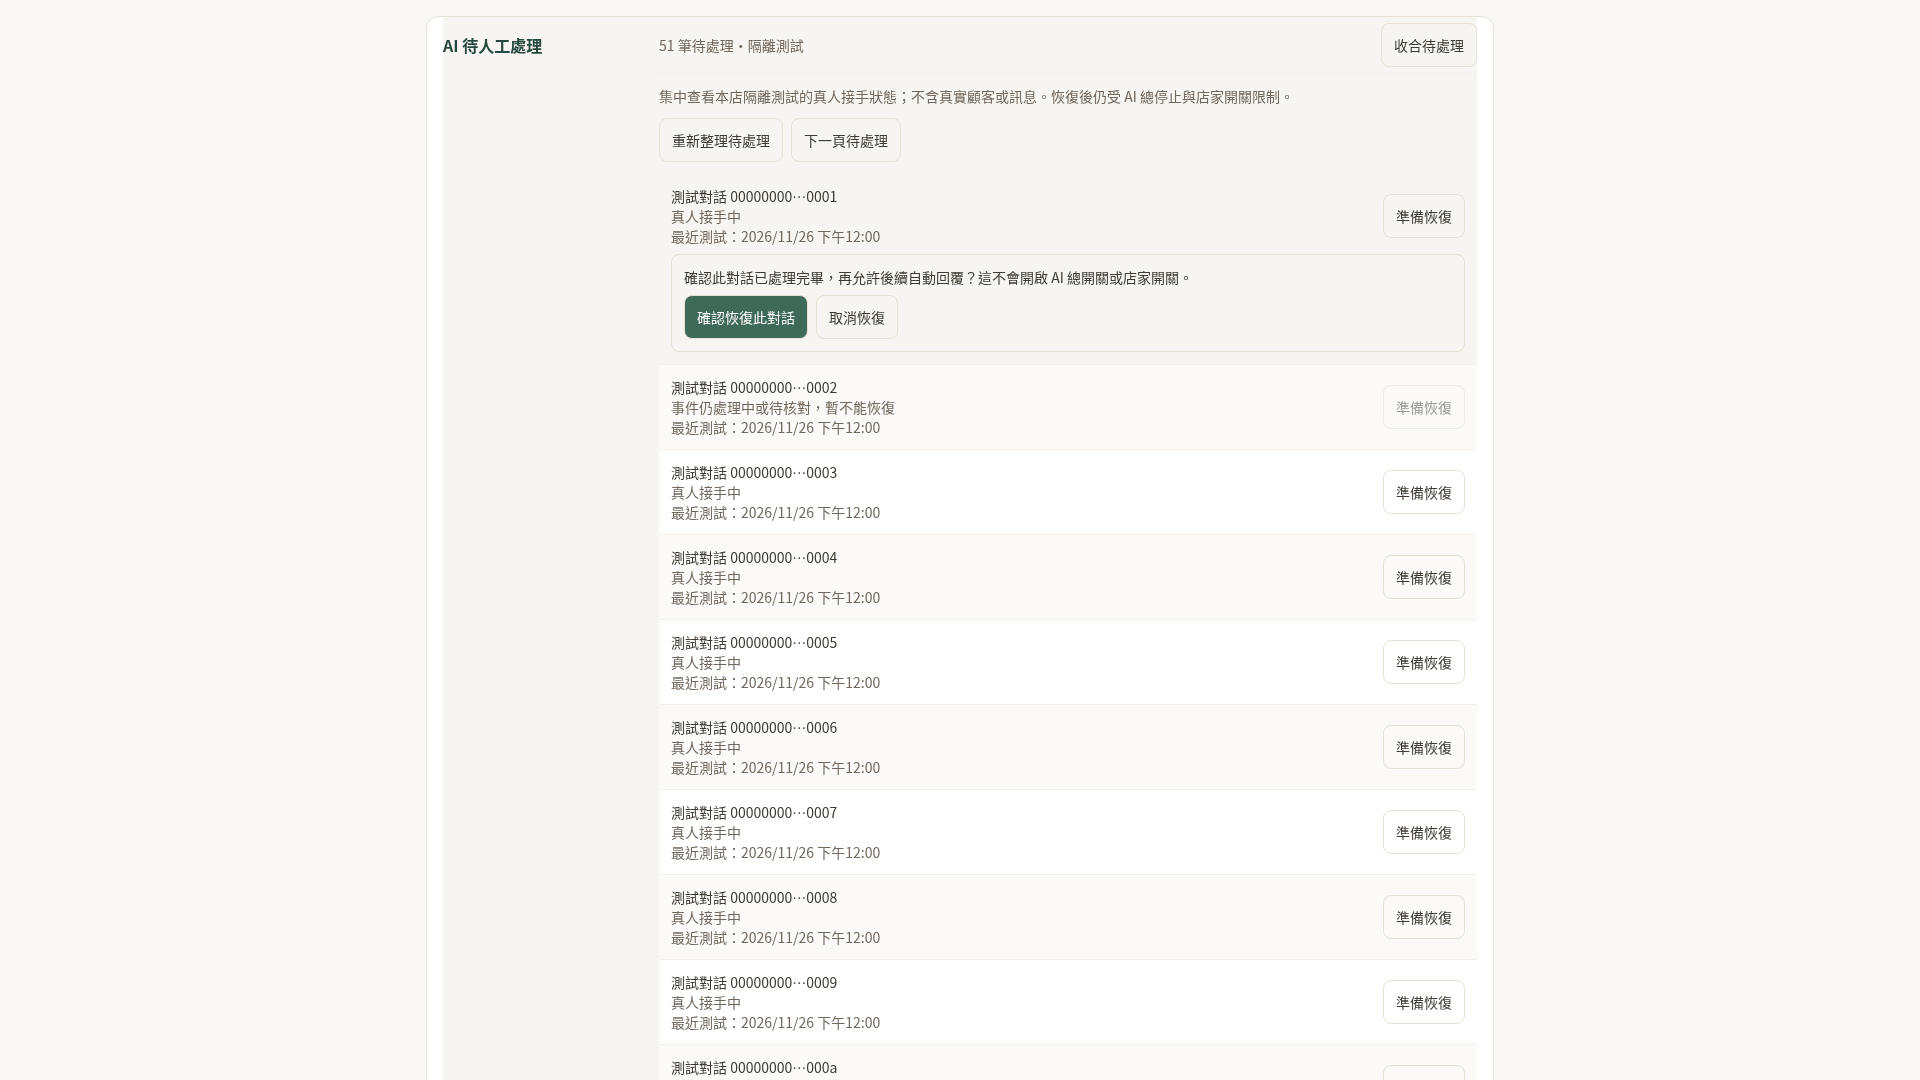 AI 待人工處理
51 筆待處理・隔離測試
收合待處理
集中查看本店隔離測試的真人接手狀態；不含真實顧客或訊息。恢復後仍受 AI 總停止與店家開關限制。
重新整理待處理
下一頁待處理
測試對話 00000000…0001
真人接手中
最近測試：2026/11/26 下午12:00
準備恢復
確認此對話已處理完畢，再允許後續自動回覆？這不會開啟 AI 總開關或店家開關。
確認恢復此對話
取消恢復
測試對話 00000000…0002
事件仍處理中或待核對，暫不能恢復
最近測試：2026/11/26 下午12:00
準備恢復
測試對話 00000000…0003
真人接手中
最近測試：2026/11/26 下午12:00
準備恢復
測試對話 00000000…0004
真人接手中
最近測試：2026/11/26 下午12:00
準備恢復
測試對話 00000000…0005
真人接手中
最近測試：2026/11/26 下午12:00
準備恢復
測試對話 00000000…0006
真人接手中
最近測試：2026/11/26 下午12:00
準備恢復
測試對話 00000000…0007
真人接手中
最近測試：2026/11/26 下午12:00
準備恢復
測試對話 00000000…0008
真人接手中
最近測試：2026/11/26 下午12:00
準備恢復
測試對話 00000000…0009
真人接手中
最近測試：2026/11/26 下午12:00
準備恢復
測試對話 00000000…000a